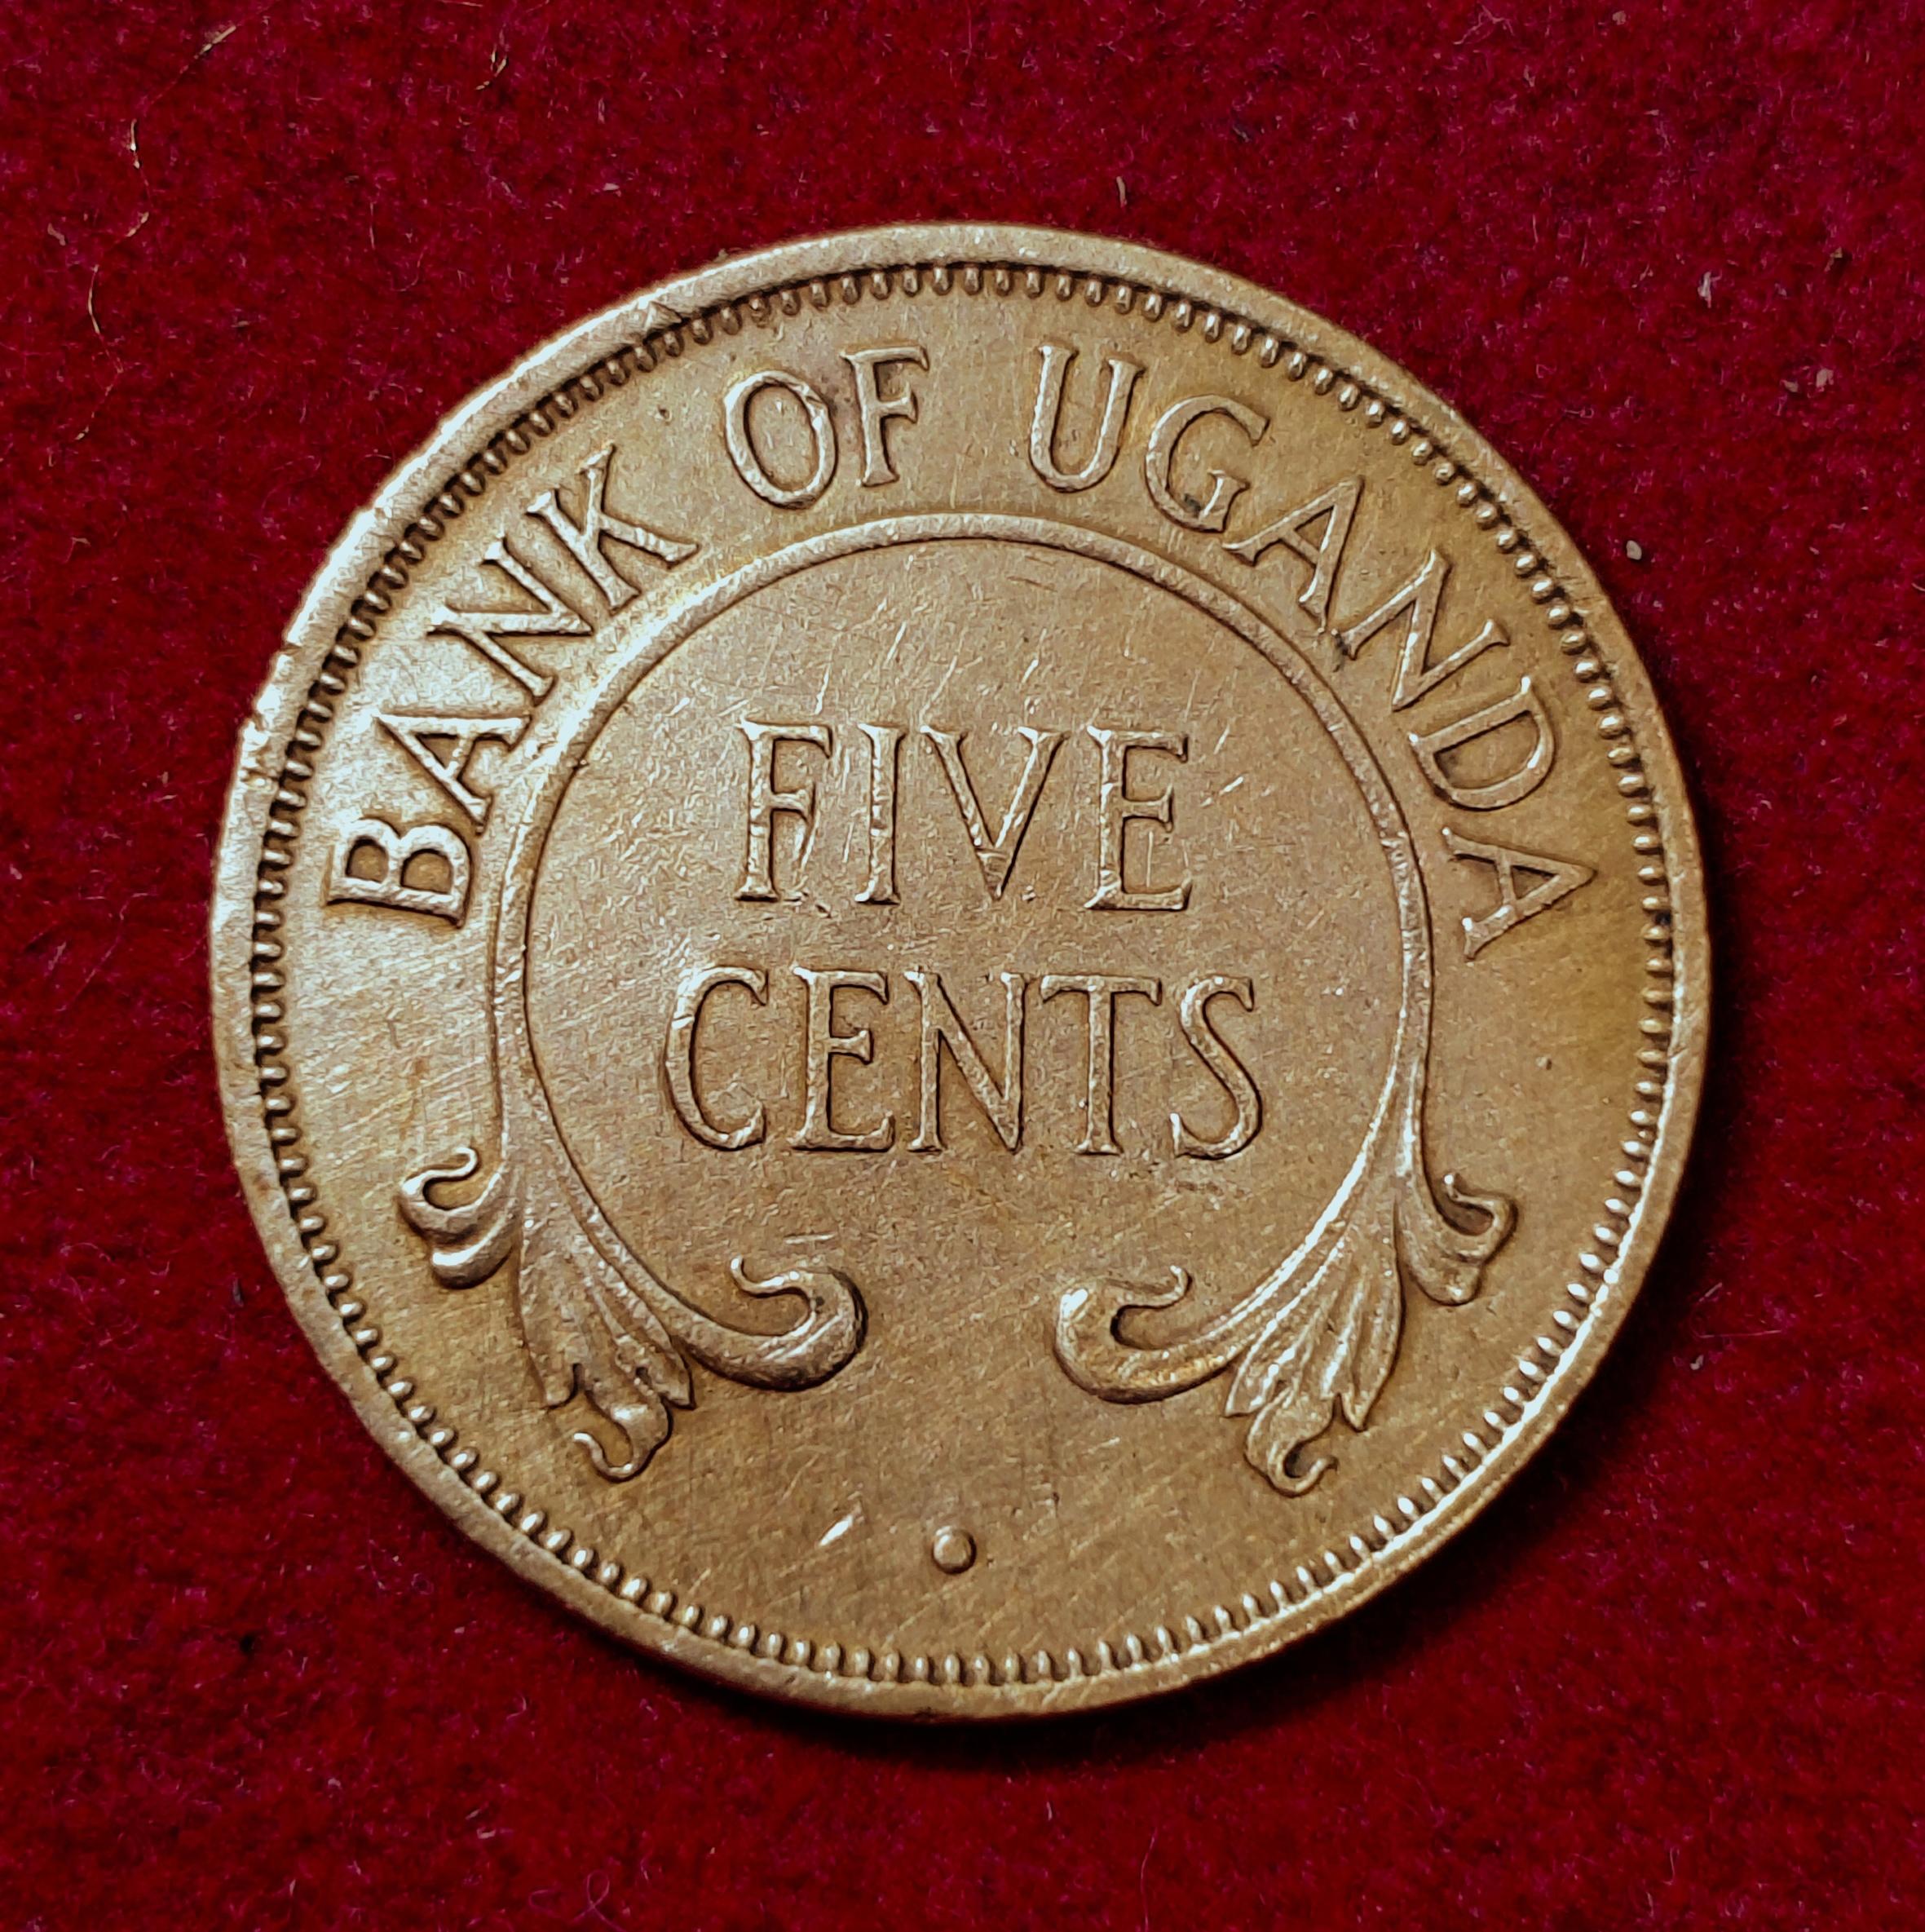 BANK OF UGANDA
FIVE
CENTS